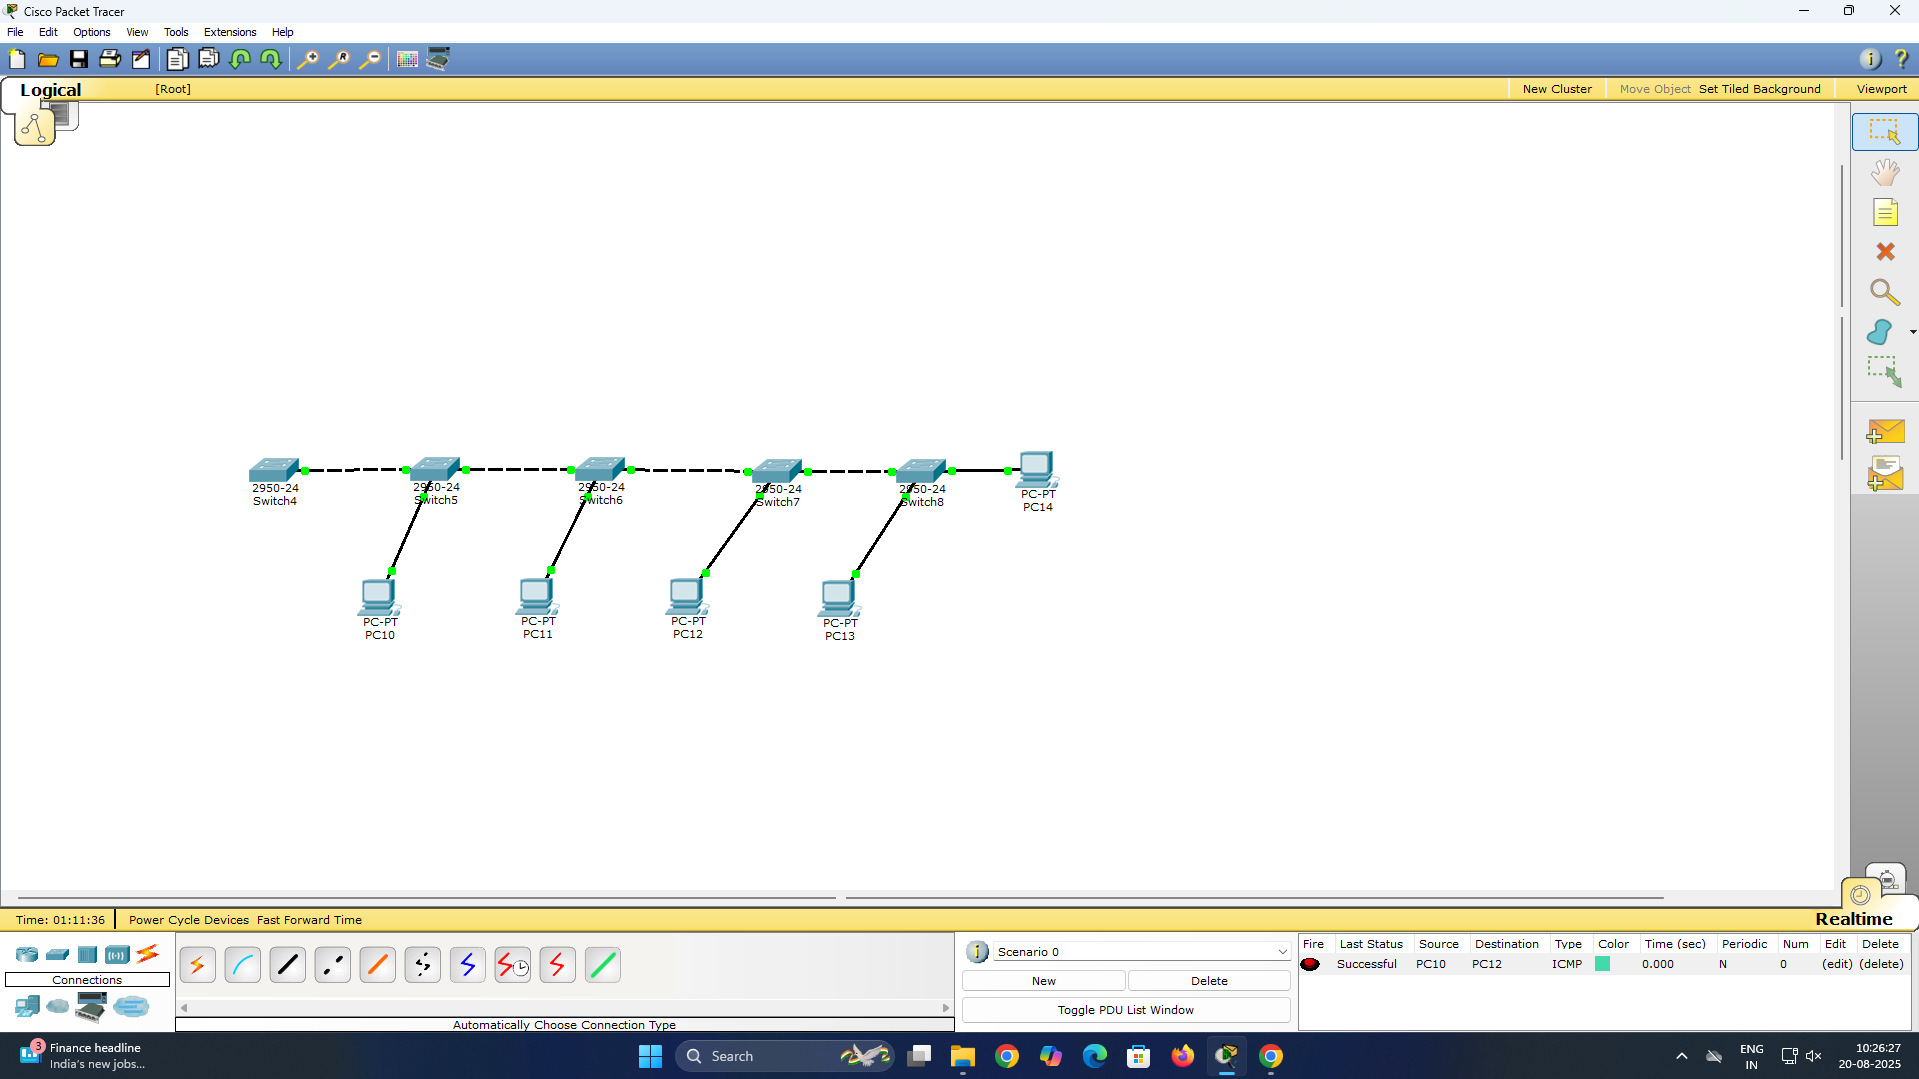 Cisco Packet Tracer
File Edit Options View Tools Extensions Help
Logical [Root] New Cluster Move Object Set Tiled Background Viewport
2950-24
Switch4
2950-24
Switch5
2950-24
Switch6
2950-24
Switch7
2950-24
Switch8
PC-PT
PC14
PC-PT
PC10
PC-PT
PC11
PC-PT
PC12
PC-PT
PC13
Realtime
Time: 01:11:36 Power Cycle Devices Fast Forward Time
Connections
Automatically Choose Connection Type
Scenario 0
New Delete
Toggle PDU List Window
Fire Last Status Source Destination Type Color Time (sec) Periodic Num Edit Delete
Successful PC10 PC12 ICMP 0.000 N 0 (edit) (delete)
3 Finance headline
India's new jobs...
Search
ENG
IN
10:26:27
20-08-2025